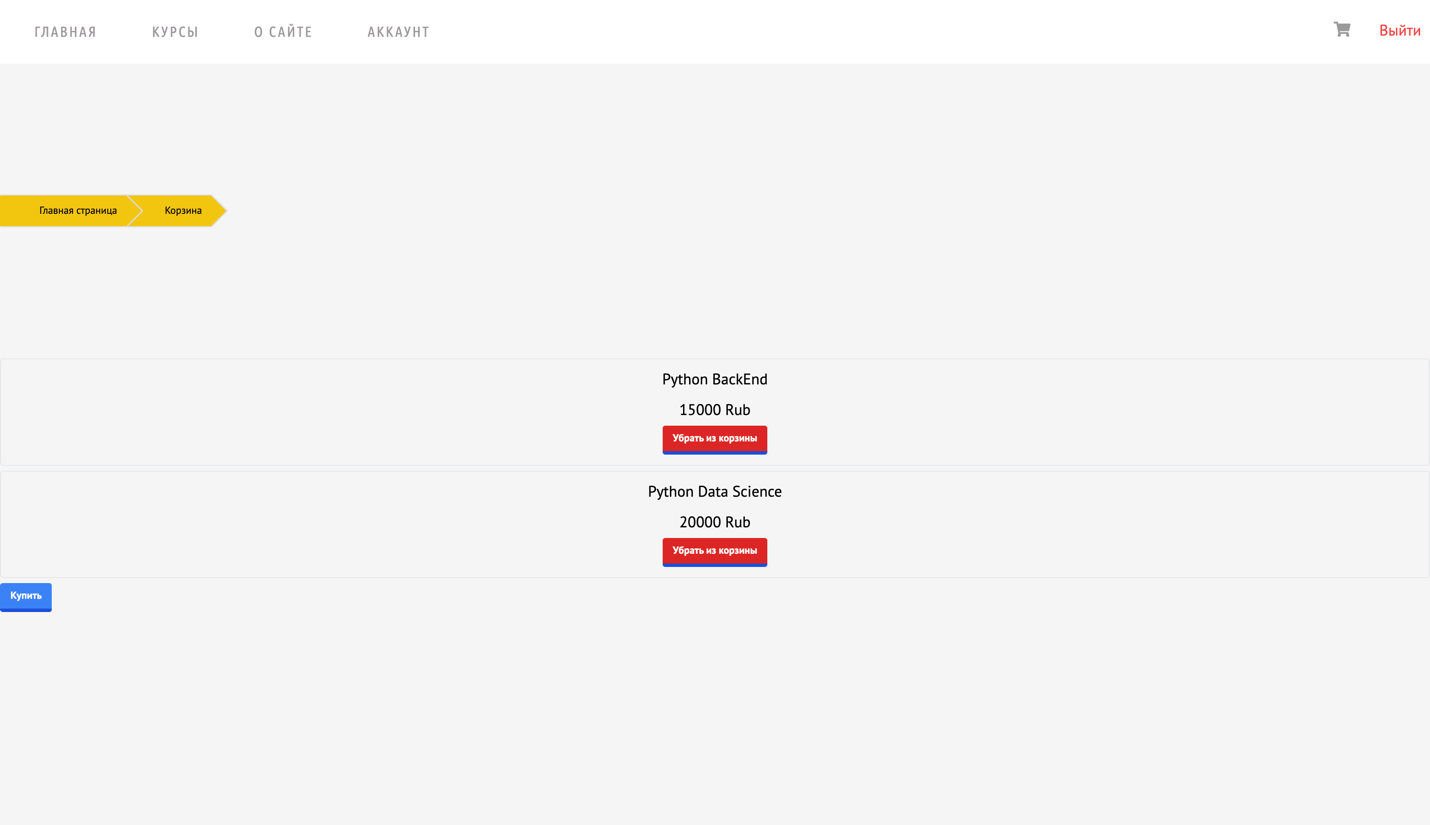 ГЛАВНАЯ КУРСЫ О САЙТЕ АККАУНТ Выйти
Главная страница Корзина
Python BackEnd
15000 Rub
Убрать из корзины
Python Data Science
20000 Rub
Убрать из корзины
Купить